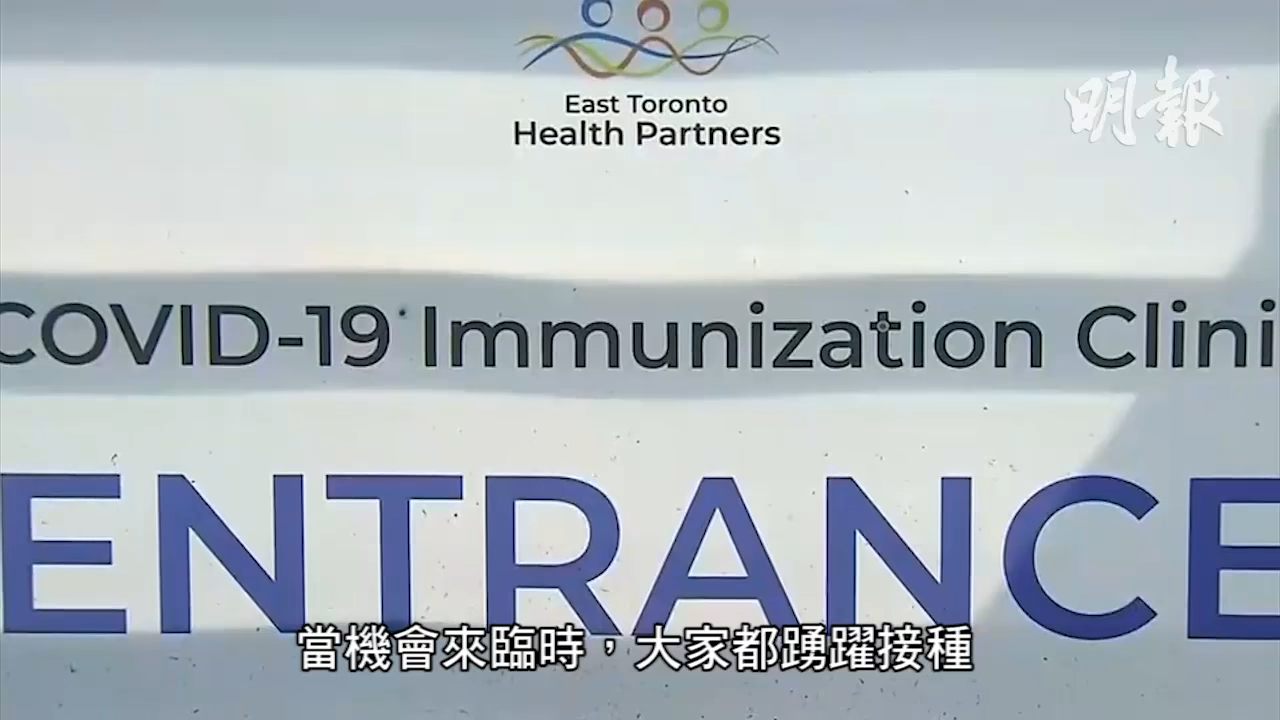 明報
East Toronto
Health Partners
COVID-19 Immunization Clini
ENTRANCE
當機會來臨時，大家都踴躍接種